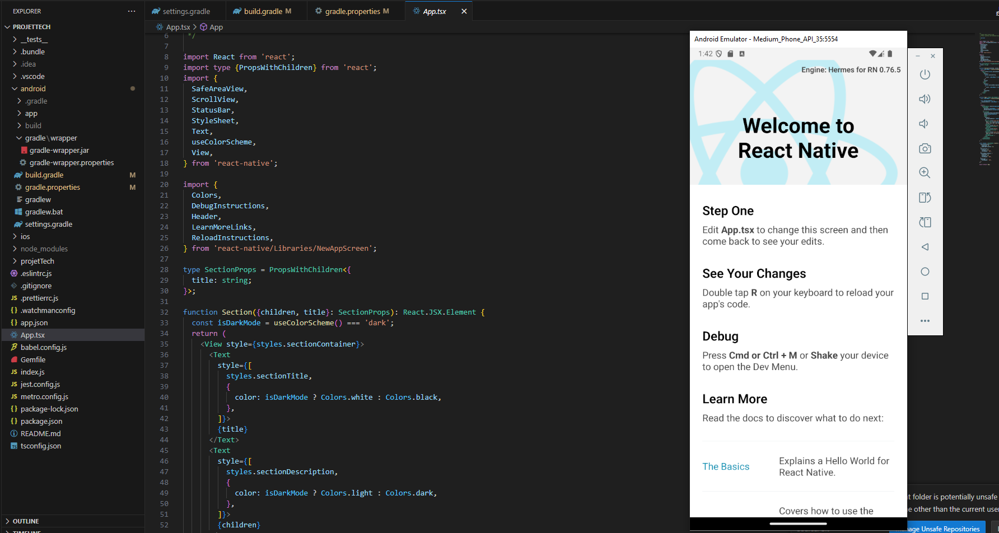 EXPLORER
PROJETTECH
__tests__
.bundle
.idea
.vscode
android
.gradle
app
build
gradle\wrapper
gradle-wrapper.jar
gradle-wrapper.properties
build.gradle M
gradle.properties M
gradlew
gradlew.bat
settings.gradle
ios
node_modules
projetTech
.eslintrc.js
.gitignore
.prettierrc.js
.watchmanconfig
app.json
App.tsx
babel.config.js
Gemfile
index.js
jest.config.js
metro.config.js
package-lock.json
package.json
README.md
tsconfig.json
OUTLINE
TIMELINE
settings.gradle
build.gradle M
gradle.properties M
App.tsx
App.tsx > App
6 */
7
8 import React from 'react';
9 import type {PropsWithChildren} from 'react';
10 import {
11 SafeAreaView,
12 ScrollView,
13 StatusBar,
14 StyleSheet,
15 Text,
16 useColorScheme,
17 View,
18 } from 'react-native';
19
20 import {
21 Colors,
22 DebugInstructions,
23 Header,
24 LearnMoreLinks,
25 ReloadInstructions,
26 } from 'react-native/Libraries/NewAppScreen';
27
28 type SectionProps = PropsWithChildren<{
29 title: string;
30 }>;
31
32 function Section({children, title}: SectionProps): React.JSX.Element {
33 const isDarkMode = useColorScheme() === 'dark';
34 return (
35 <View style={styles.sectionContainer}>
36 <Text
37 style={[
38 styles.sectionTitle,
39 {
40 color: isDarkMode ? Colors.white : Colors.black,
41 },
42 ]}>
43 {title}
44 </Text>
45 <Text
46 style={[
47 styles.sectionDescription,
48 {
49 color: isDarkMode ? Colors.light : Colors.dark,
50 },
51 ]}>
52 {children}
Android Emulator - Medium_Phone_API_35:5554
1:42
Engine: Hermes for RN 0.76.5
Welcome to
React Native
Step One
Edit App.tsx to change this screen and then
come back to see your edits.
See Your Changes
Double tap R on your keyboard to reload your
app's code.
Debug
Press Cmd or Ctrl + M or Shake your device
to open the Dev Menu.
Learn More
Read the docs to discover what to do next:
The Basics
Explains a Hello World for
React Native.
Covers how to use the
folder is potentially unsafe
other than the current user
Unsafe Repositories